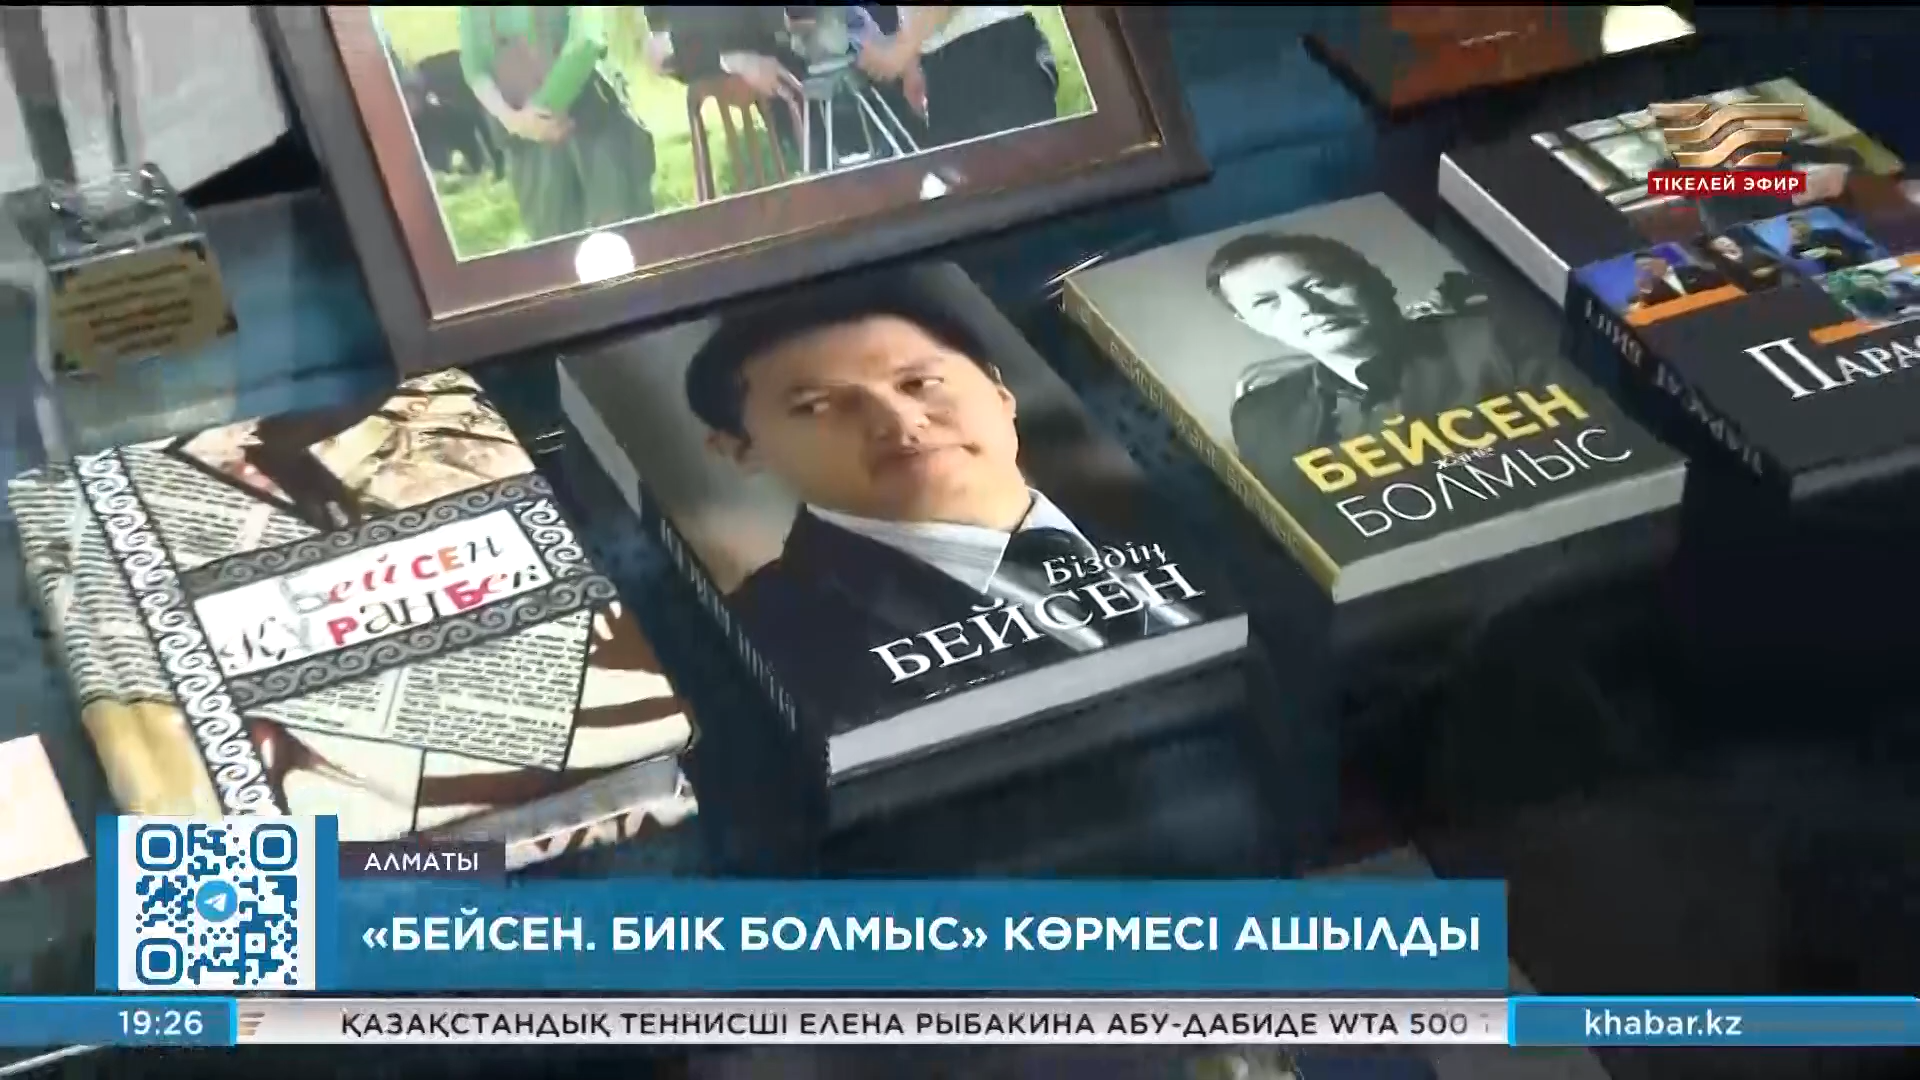 ТІКЕЛЕЙ ЭФИР
ПАРАС
БЕЙСЕН
және
БОЛМЫС
Біздің
БЕЙСЕН
Бейсен
Құранбек
АЛМАТЫ
«БЕЙСЕН. БИІК БОЛМЫС» КӨРМЕСІ АШЫЛДЫ
19:26
ҚАЗАҚСТАНДЫҚ ТЕННИСШІ ЕЛЕНА РЫБАКИНА АБУ-ДАБИДЕ WTA 500
khabar.kz